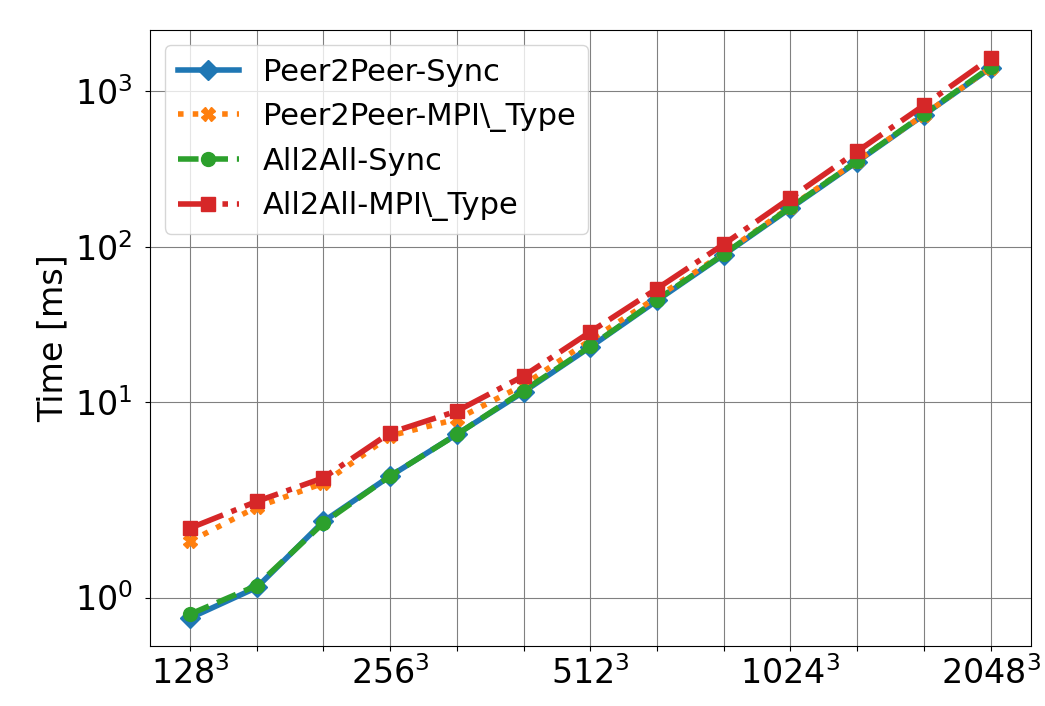 Peer2Peer-Sync
Peer2Peer-MPI\_Type
All2All-Sync
All2All-MPI\_Type
Time [ms]
10³
10²
10¹
10⁰
128³ 256³ 512³ 1024³ 2048³